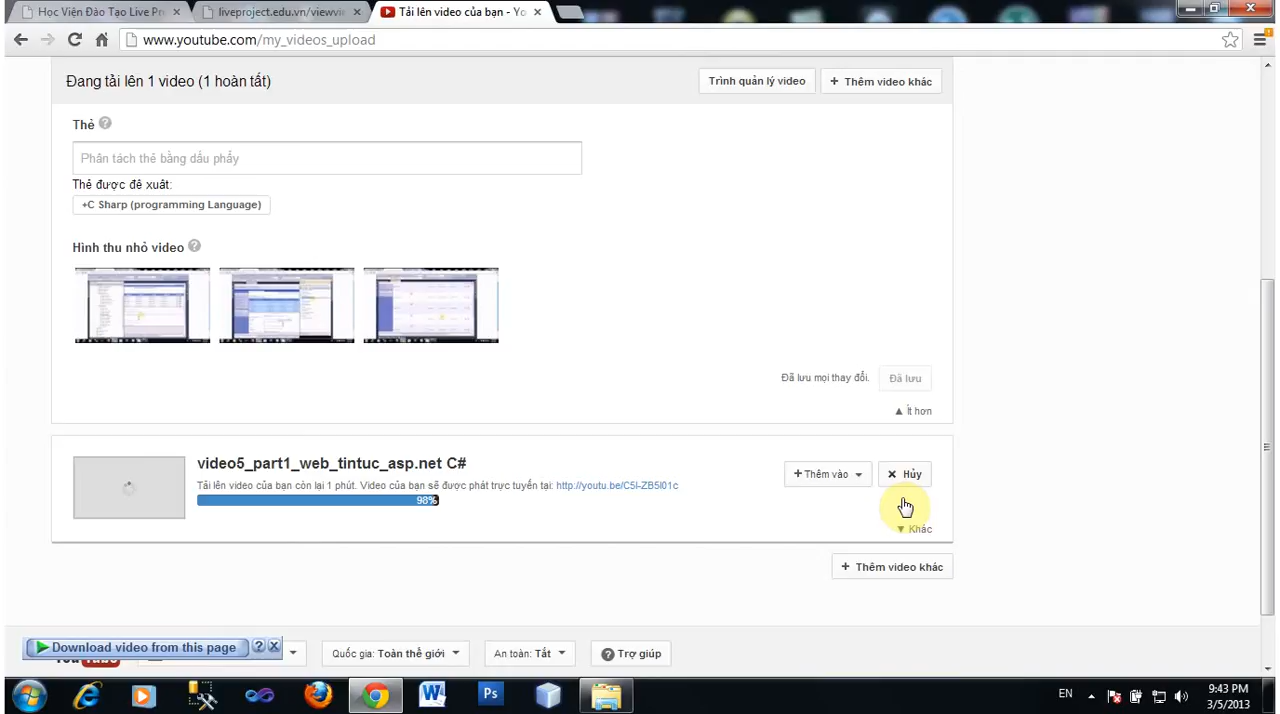 Học Viện Đào Tạo Live Pr
liveproject.edu.vn/viewvi
Tải lên video của bạn - Yo
www.youtube.com/my_videos_upload
Đang tải lên 1 video (1 hoàn tất)
Trình quản lý video
+ Thêm video khác
Thẻ
Phân tách thẻ bằng dấu phẩy
Thẻ được đề xuất:
+C Sharp (programming Language)
Hình thu nhỏ video
Đã lưu mọi thay đổi.
Đã lưu
▲ Ít hơn
video5_part1_web_tintuc_asp.net C#
Tải lên video của bạn còn lại 1 phút. Video của bạn sẽ được phát trực tuyến tại: http://youtu.be/C5I-ZB5I01c
98%
+ Thêm vào
Hủy
▼ Khác
+ Thêm video khác
Download video from this page
Quốc gia: Toàn thế giới
An toàn: Tắt
Trợ giúp
EN
9:43 PM
3/5/2013